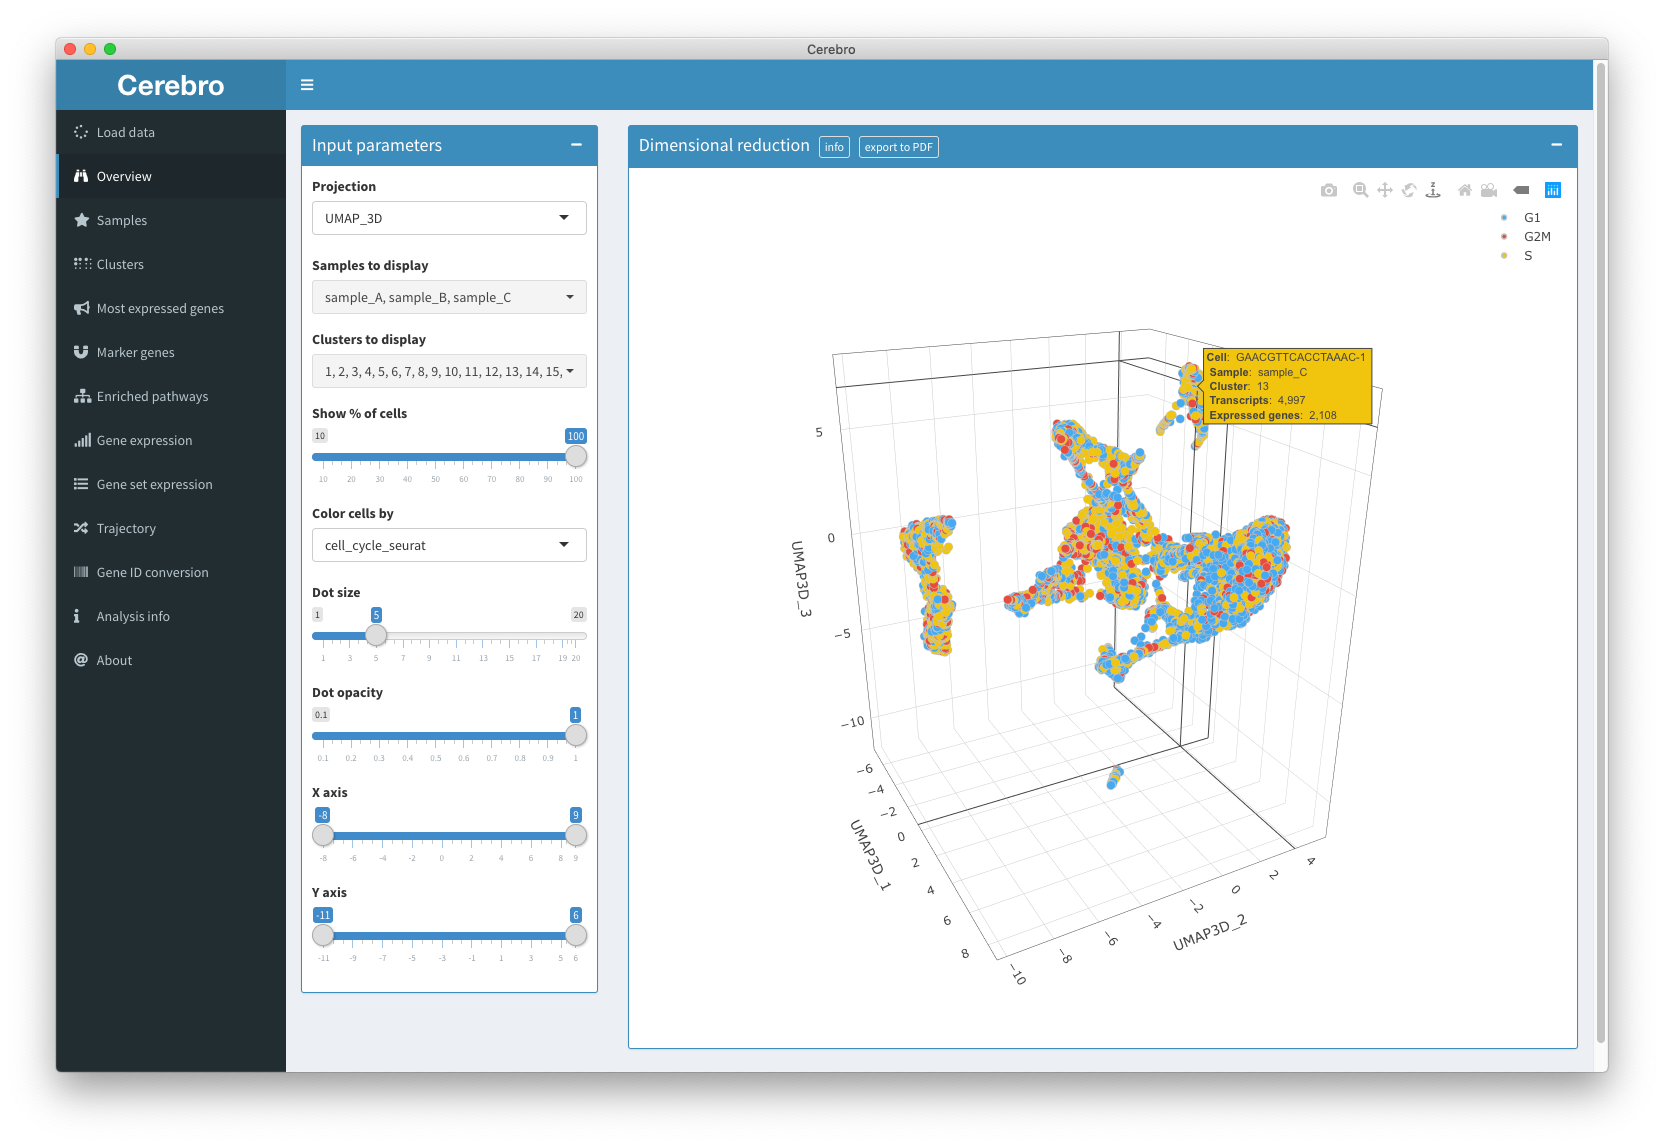 Cerebro
Cerebro
Load data
Overview
Samples
Clusters
Most expressed genes
Marker genes
Enriched pathways
Gene expression
Gene set expression
Trajectory
Gene ID conversion
Analysis info
About
Input parameters
Projection
UMAP_3D
Samples to display
sample_A, sample_B, sample_C
Clusters to display
1, 2, 3, 4, 5, 6, 7, 8, 9, 10, 11, 12, 13, 14, 15,
Show % of cells
10 100
10 20 30 40 50 60 70 80 90 100
Color cells by
cell_cycle_seurat
Dot size
1 5 20
1 3 5 7 9 11 13 15 17 19 20
Dot opacity
0.1 1
0.1 0.2 0.3 0.4 0.5 0.6 0.7 0.8 0.9 1
X axis
-8 9
-8 -6 -4 -2 0 2 4 6 8 9
Y axis
-11 6
-11 -9 -7 -5 -3 -1 1 3 5 6
Dimensional reduction info export to PDF
G1
G2M
S
Cell: GAACGTTCACCTAAAC-1
Sample: sample_C
Cluster: 13
Transcripts: 4,997
Expressed genes: 2,108
5
0
−5
−10
UMAP3D_3
−6
−4
−2
0
2
4
6
8
UMAP3D_1
−10
−8
−6
−4
−2
0
2
4
UMAP3D_2